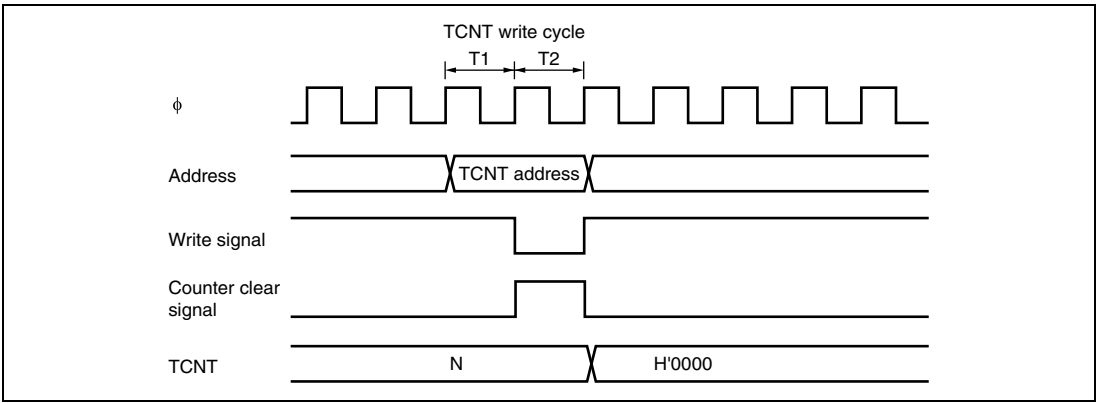 TCNT write cycle
T1 T2
ϕ
Address
TCNT address
Write signal
Counter clear
signal
TCNT
N
H'0000